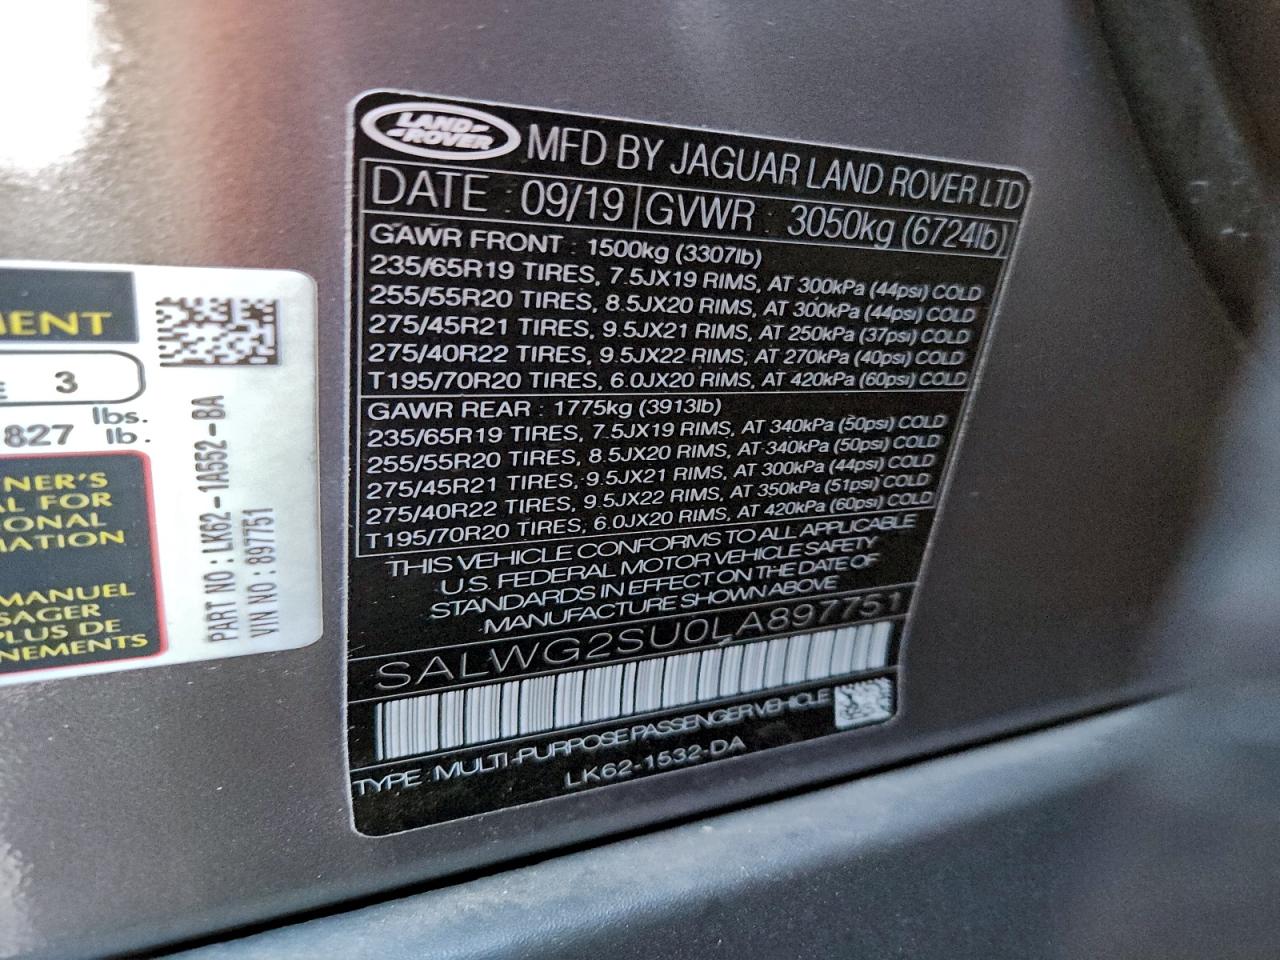 LAND
ROVER
MFD BY JAGUAR LAND ROVER LTD
DATE : 09/19 GVWR : 3050kg (6724lb)
GAWR FRONT : 1500kg (3307lb)
235/65R19 TIRES, 7.5JX19 RIMS, AT 300kPa (44psi) COLD
255/55R20 TIRES, 8.5JX20 RIMS, AT 300kPa (44psi) COLD
275/45R21 TIRES, 9.5JX21 RIMS, AT 250kPa (37psi) COLD
275/40R22 TIRES, 9.5JX22 RIMS, AT 270kPa (40psi) COLD
T195/70R20 TIRES, 6.0JX20 RIMS, AT 420kPa (60psi) COLD
GAWR REAR : 1775kg (3913lb)
235/65R19 TIRES, 7.5JX19 RIMS, AT 340kPa (50psi) COLD
255/55R20 TIRES, 8.5JX20 RIMS, AT 340kPa (50psi) COLD
275/45R21 TIRES, 9.5JX21 RIMS, AT 300kPa (44psi) COLD
275/40R22 TIRES, 9.5JX22 RIMS, AT 350kPa (51psi) COLD
T195/70R20 TIRES, 6.0JX20 RIMS, AT 420kPa (60psi) COLD
THIS VEHICLE CONFORMS TO ALL APPLICABLE
U.S. FEDERAL MOTOR VEHICLE SAFETY
STANDARDS IN EFFECT ON THE DATE OF
MANUFACTURE SHOWN ABOVE
SALWG2SU0LA897751
TYPE : MULTI-PURPOSE PASSENGER VEHICLE
LK62-1532-DA
3
lbs.
827 lb.
MANUEL
PLUS DE
PART NO : LK62-1A552-BA
VIN NO : 897751